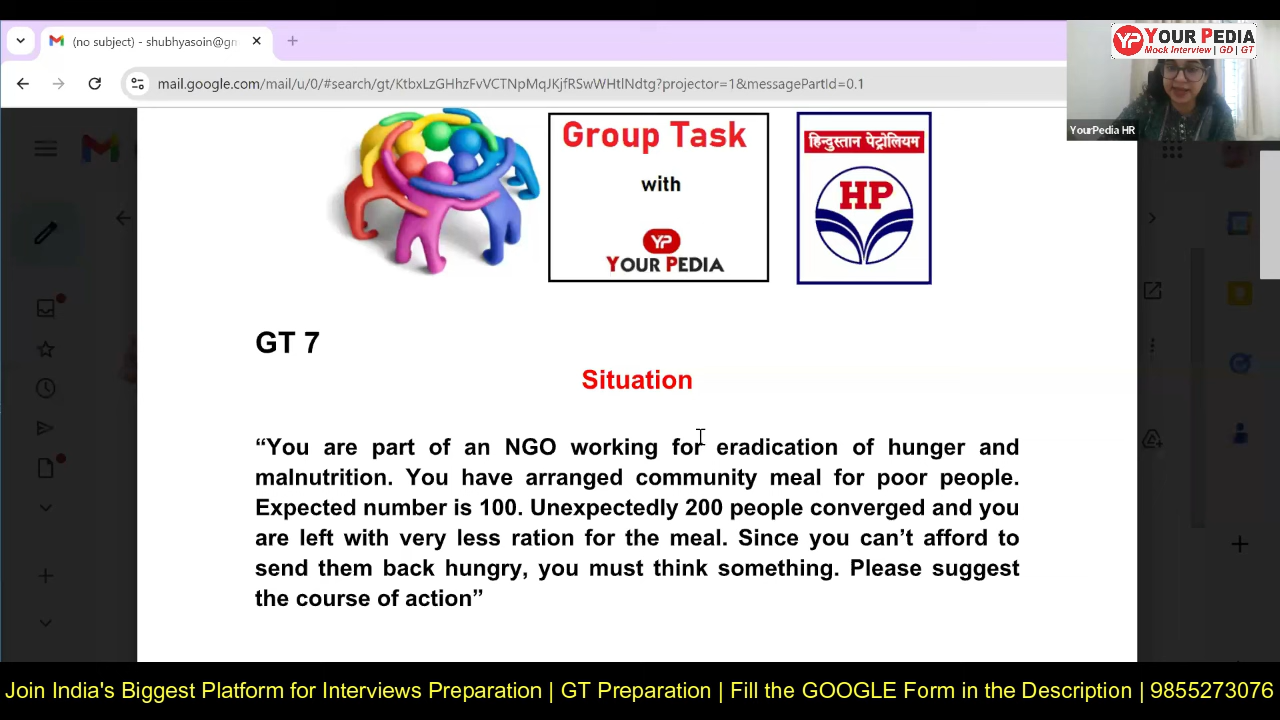 (no subject) - shubhyasoin@gm
YOUR PEDIA
Mock Interview | GD | GT
mail.google.com/mail/u/0/#search/gt/KtbxLzGHhzFqVCTNpMqJKjfRSwWHtlNdtg?projector=1&messagePartId=0.1
YourPedia HR
Group Task
with
YP
YOUR PEDIA
हिन्दुस्तान पेट्रोलियम
HP
GT 7
Situation
“You are part of an NGO working for eradication of hunger and
malnutrition. You have arranged community meal for poor people.
Expected number is 100. Unexpectedly 200 people converged and you
are left with very less ration for the meal. Since you can’t afford to
send them back hungry, you must think something. Please suggest
the course of action”
Join India's Biggest Platform for Interviews Preparation | GT Preparation | Fill the GOOGLE Form in the Description | 9855273076